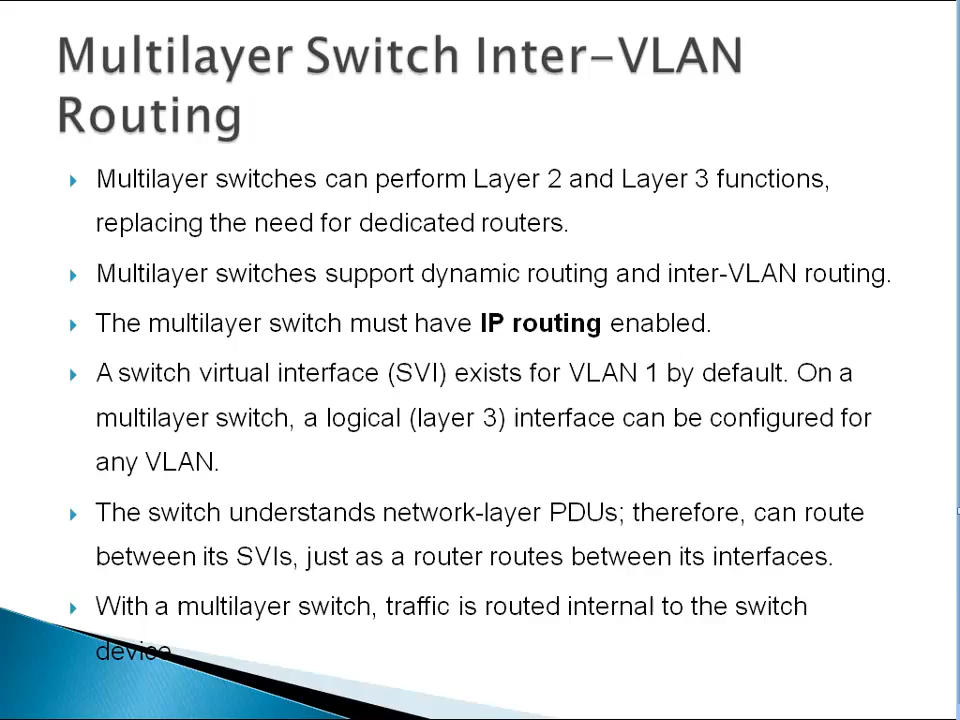 Multilayer Switch Inter-VLAN
Routing
Multilayer switches can perform Layer 2 and Layer 3 functions,
replacing the need for dedicated routers.
Multilayer switches support dynamic routing and inter-VLAN routing.
The multilayer switch must have IP routing enabled.
A switch virtual interface (SVI) exists for VLAN 1 by default. On a
multilayer switch, a logical (layer 3) interface can be configured for
any VLAN.
The switch understands network-layer PDUs; therefore, can route
between its SVIs, just as a router routes between its interfaces.
With a multilayer switch, traffic is routed internal to the switch
device